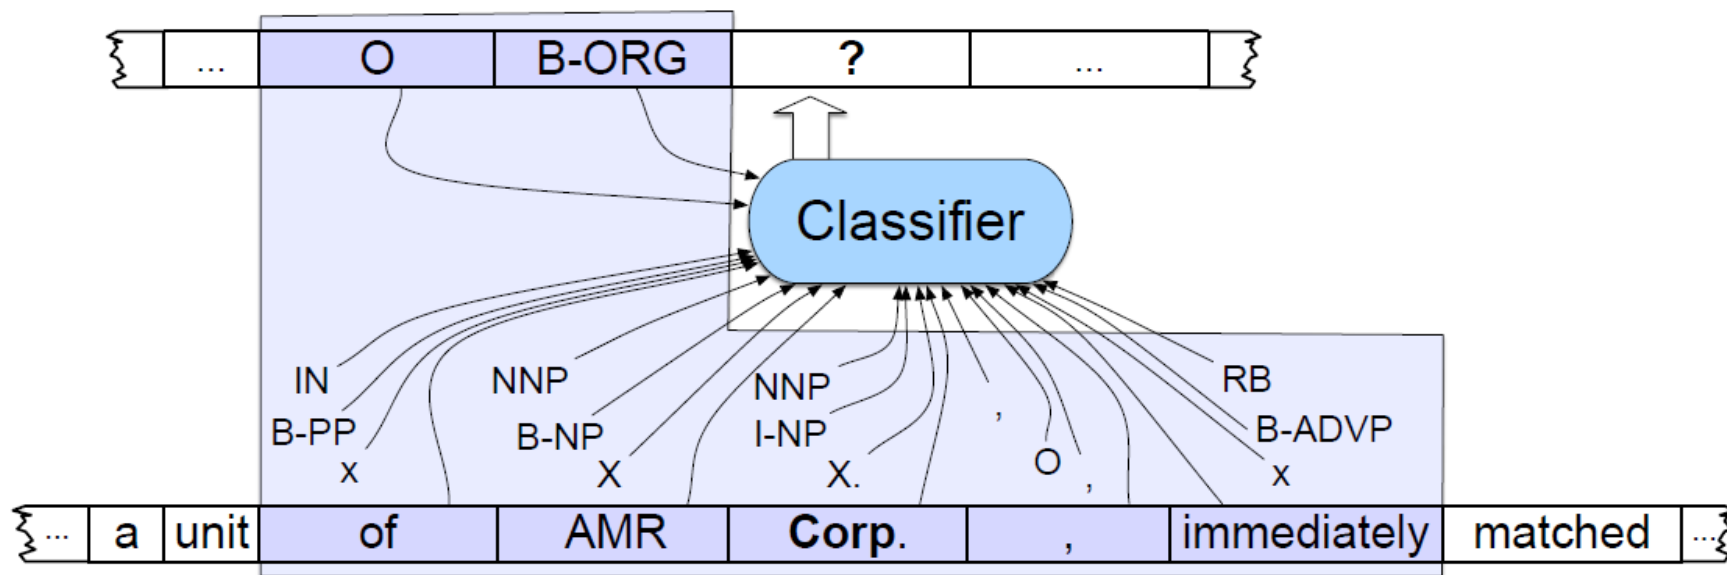 ... O B-ORG ? ...
Classifier
IN NNP NNP , RB
B-PP B-NP I-NP B-ADVP
x X X. O , x
... a unit of AMR Corp. , immediately matched ...